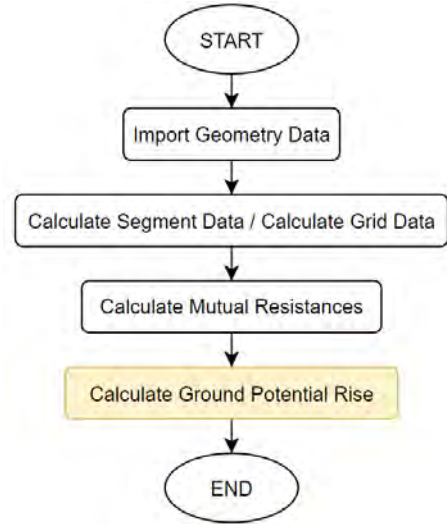 START
Import Geometry Data
Calculate Segment Data / Calculate Grid Data
Calculate Mutual Resistances
Calculate Ground Potential Rise
END